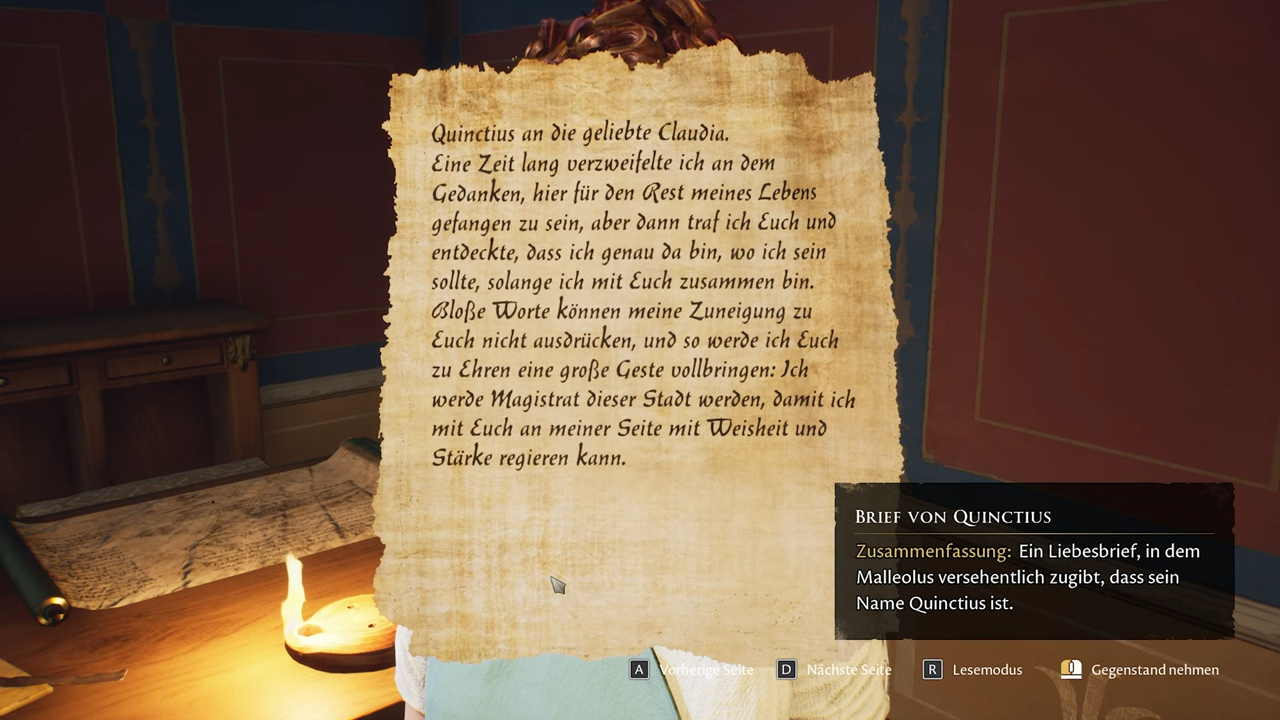 Quinctius an die geliebte Claudia.
Eine Zeit lang verzweifelte ich an dem
Gedanken, hier für den Rest meines Lebens
gefangen zu sein, aber dann traf ich Euch und
entdeckte, dass ich genau da bin, wo ich sein
sollte, solange ich mit Euch zusammen bin.
Bloße Worte können meine Zuneigung zu
Euch nicht ausdrücken, und so werde ich Euch
zu Ehren eine große Geste vollbringen: Ich
werde Magistrat dieser Stadt werden, damit ich
mit Euch an meiner Seite mit Weisheit und
Stärke regieren kann.
Brief von Quinctius
Zusammenfassung: Ein Liebesbrief, in dem
Malleolus versehentlich zugibt, dass sein
Name Quinctius ist.
A Vorherige Seite D Nächste Seite R Lesemodus Gegenstand nehmen